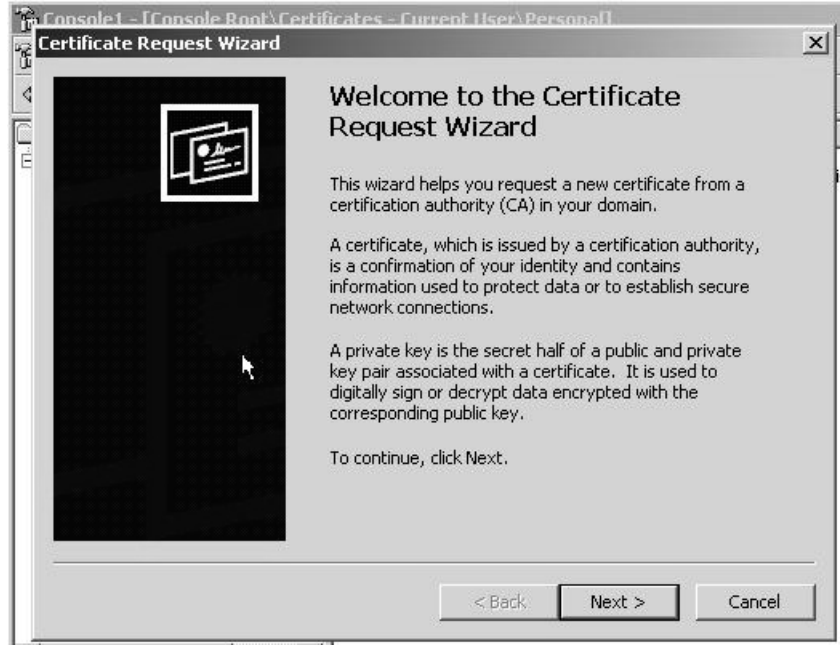 Console1 - [Console Root\Certificates - Current User\Personal]
Certificate Request Wizard
Welcome to the Certificate
Request Wizard
This wizard helps you request a new certificate from a
certification authority (CA) in your domain.
A certificate, which is issued by a certification authority,
is a confirmation of your identity and contains
information used to protect data or to establish secure
network connections.
A private key is the secret half of a public and private
key pair associated with a certificate.  It is used to
digitally sign or decrypt data encrypted with the
corresponding public key.
To continue, click Next.
< Back
Next >
Cancel